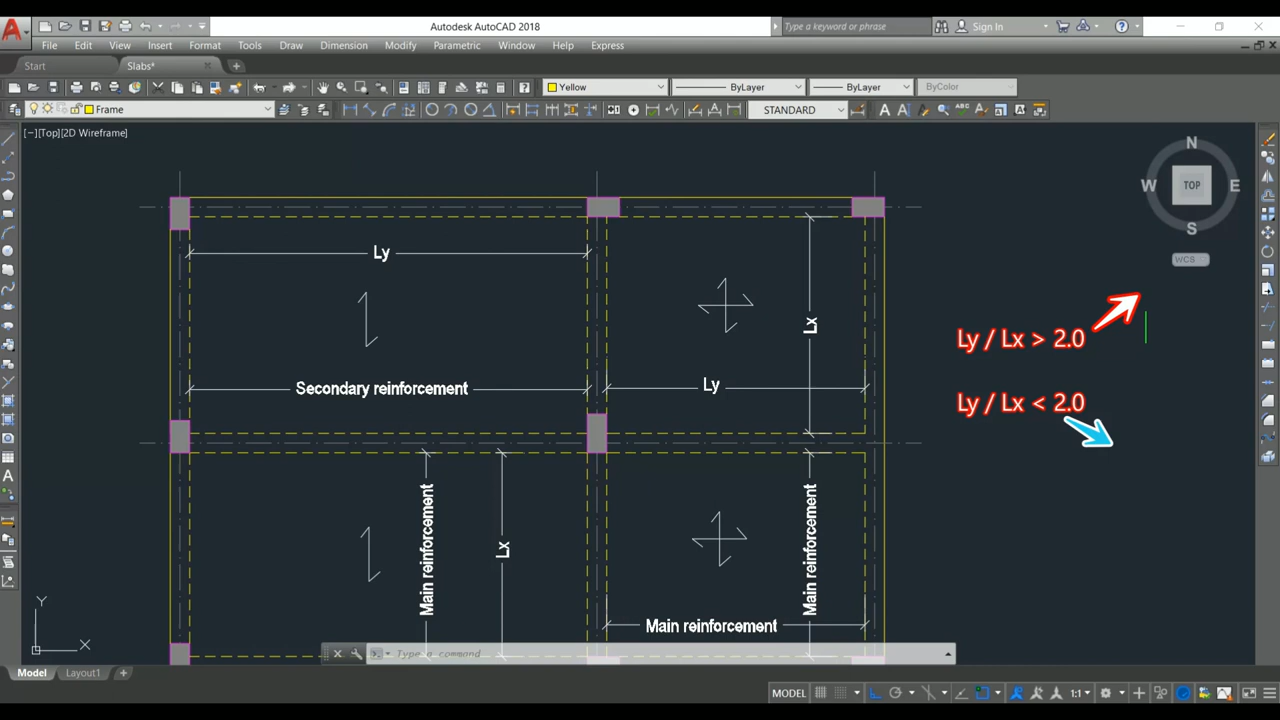 Autodesk AutoCAD 2018
Type a keyword or phrase
Sign In
File Edit View Insert Format Tools Draw Dimension Modify Parametric Window Help Express
Start Slabs*
Yellow ByLayer ByLayer ByColor
Frame STANDARD
[−][Top][2D Wireframe]
N
W TOP E
S
WCS
Ly
Lx
Ly / Lx > 2.0
Secondary reinforcement
Ly
Ly / Lx < 2.0
Main reinforcement
Lx
Main reinforcement
Main reinforcement
Y
X
Type a command
Model Layout1
MODEL 1:1